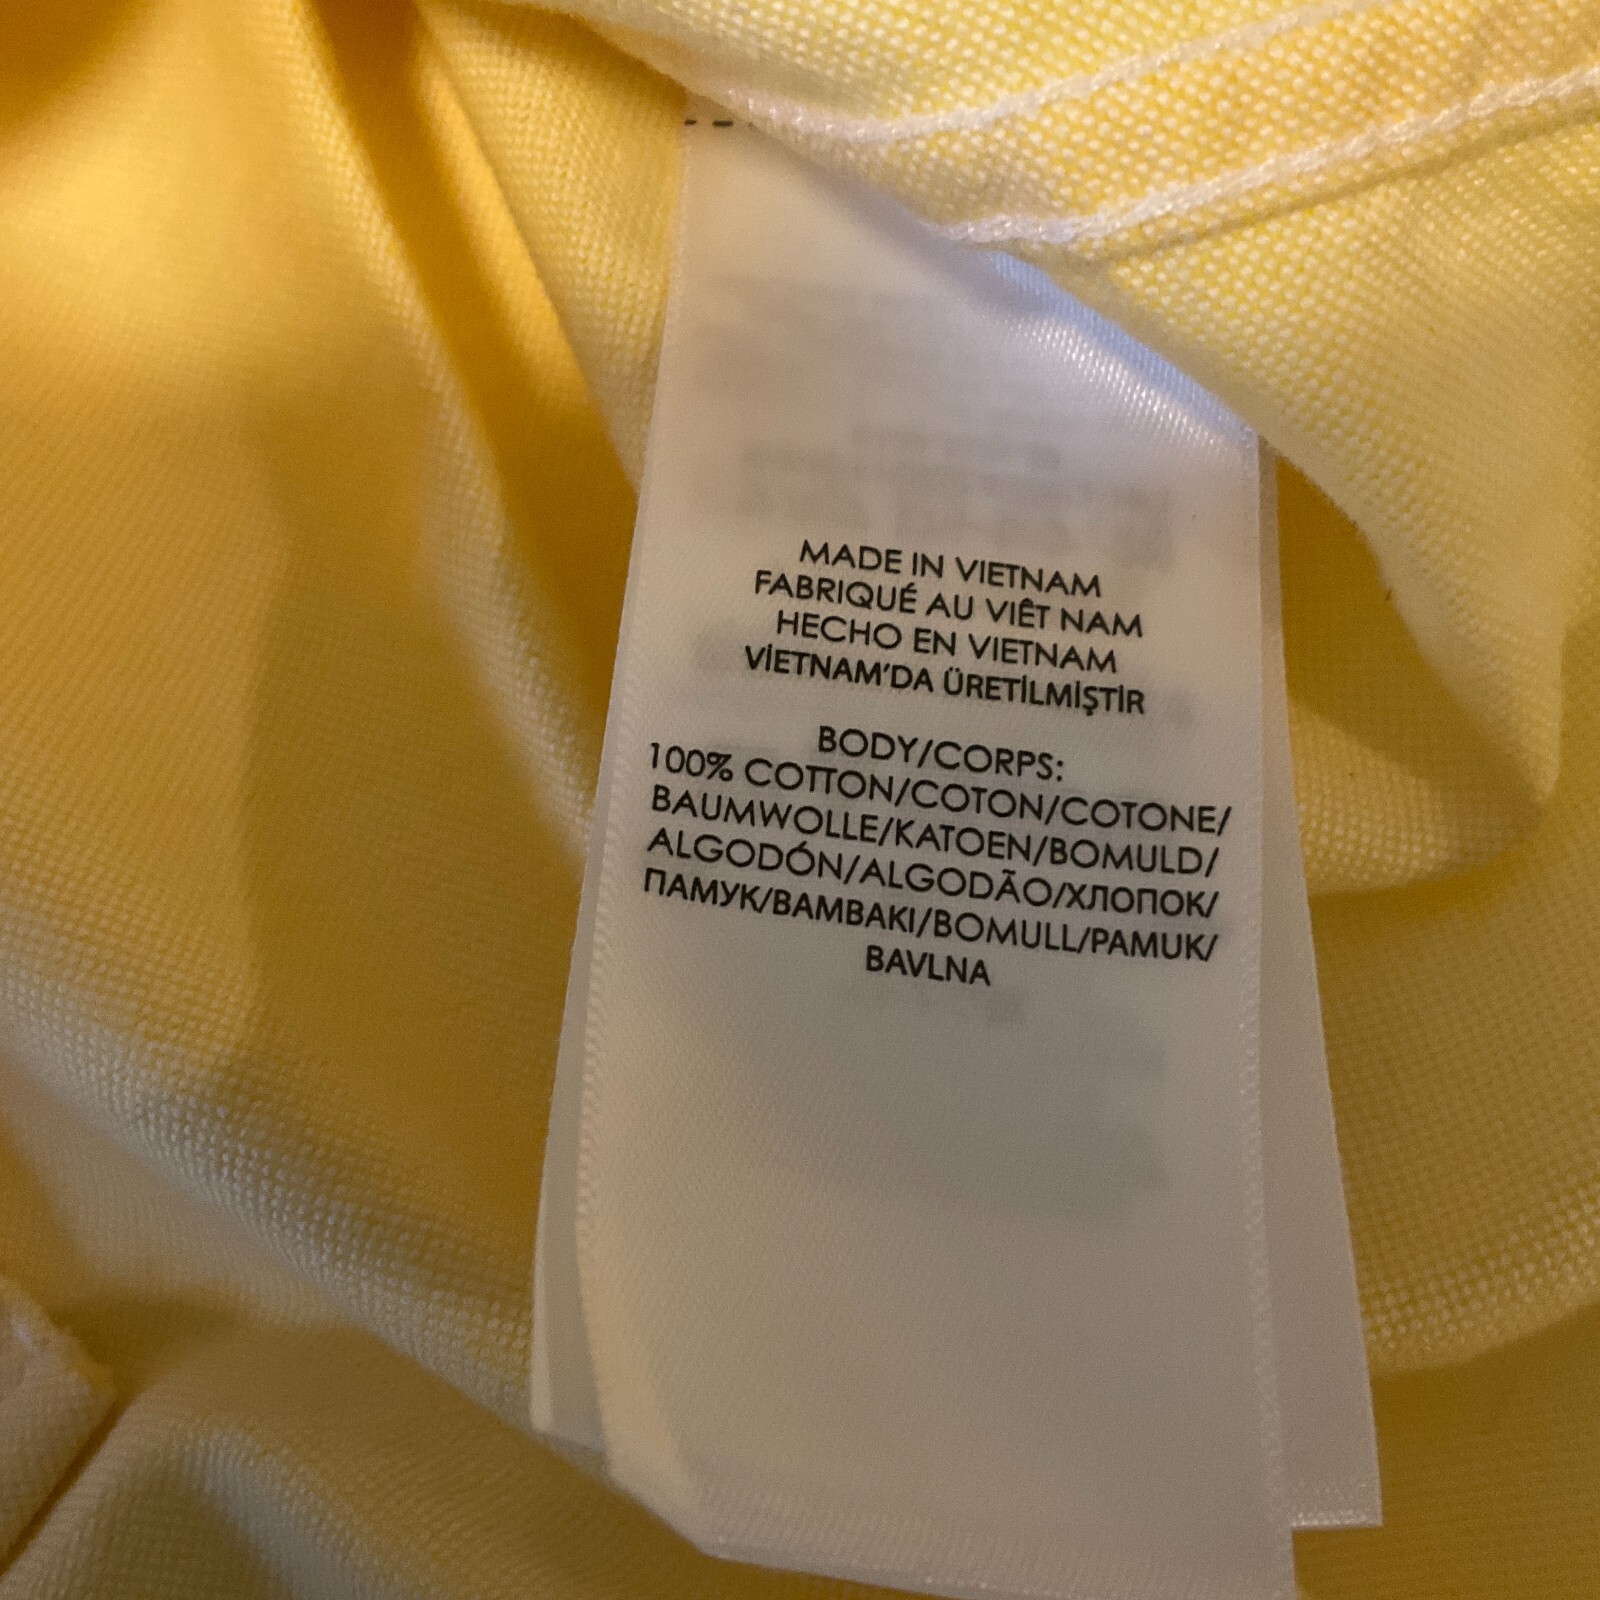 MADE IN VIETNAM
FABRIQUÉ AU VIÊT NAM
HECHO EN VIETNAM
VİETNAM'DA ÜRETİLMİŞTİR
BODY/CORPS:
100% COTTON/COTON/COTONE/
BAUMWOLLE/KATOEN/BOMULD/
ALGODÓN/ALGODÃO/ХЛОПОК/
ПАМУК/BAMBAKI/BOMULL/PAMUK/
BAVLNA